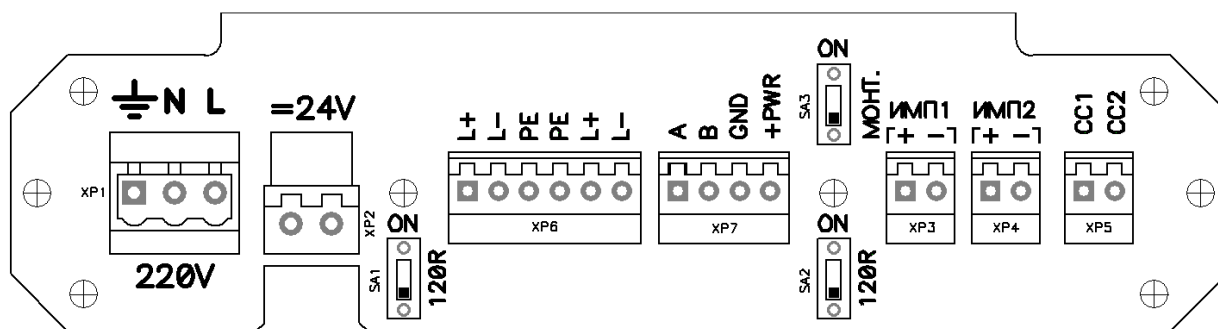 N L
=24V
XP1
220V
XP2
ON
SA1
120R
L+ L- PE PE L+ L-
XP6
A B GND +PWR
XP7
ON
SA3
МОНТ.
ON
SA2
120R
ИМП1
+ -
XP3
ИМП2
+ -
XP4
CC1 CC2
XP5